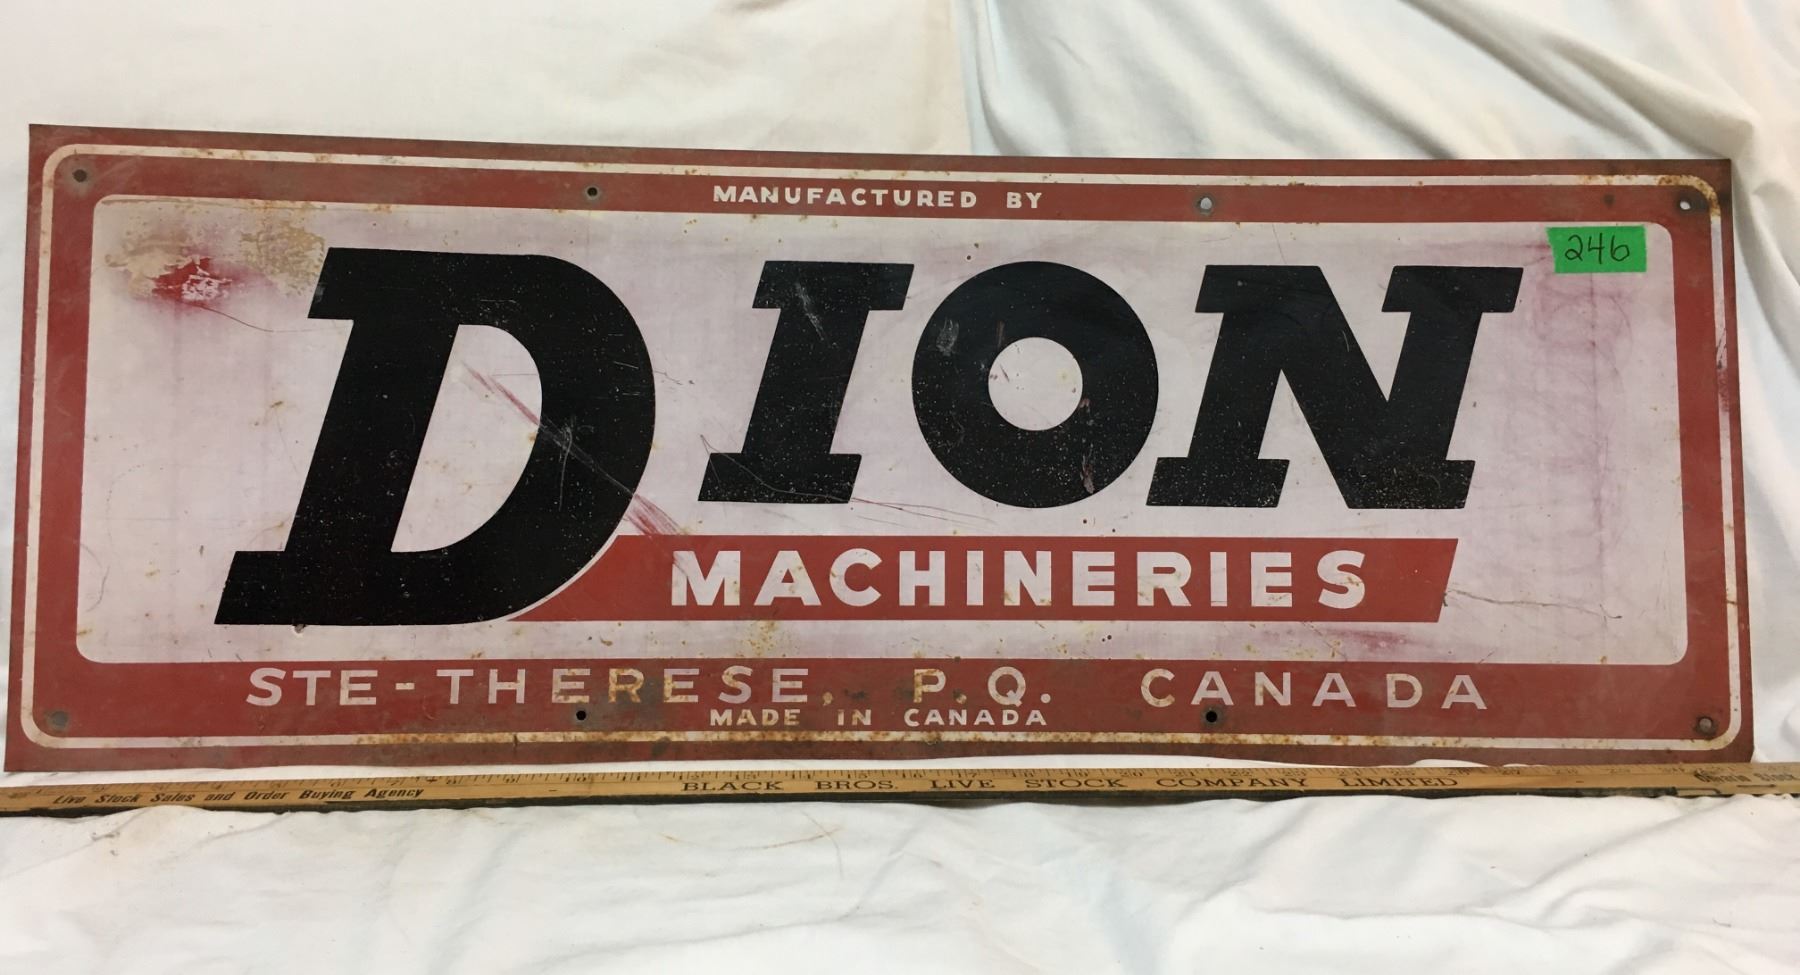 MANUFACTURED BY
246
DION
MACHINERIES
STE-THERESE, P.Q. CANADA
MADE IN CANADA
Live Stock Sales and Order Buying Agency
BLACK BROS. LIVE STOCK COMPANY LIMITED